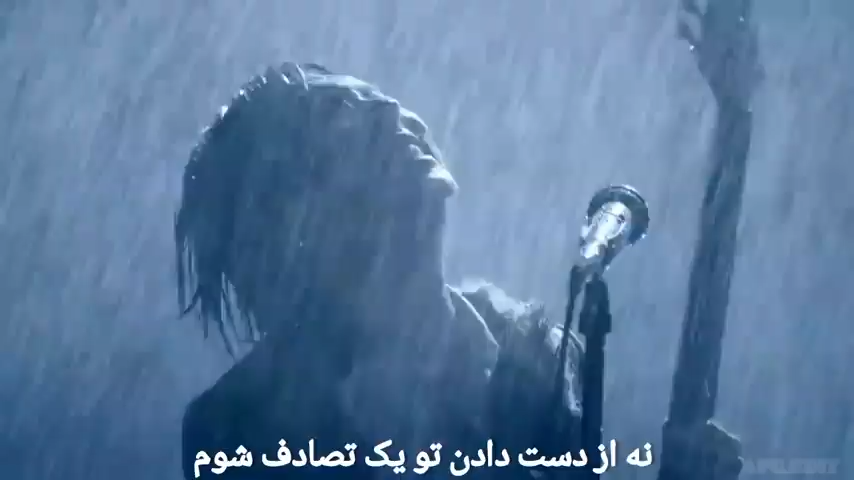 نه از دست دادن تو یک تصادف شوم